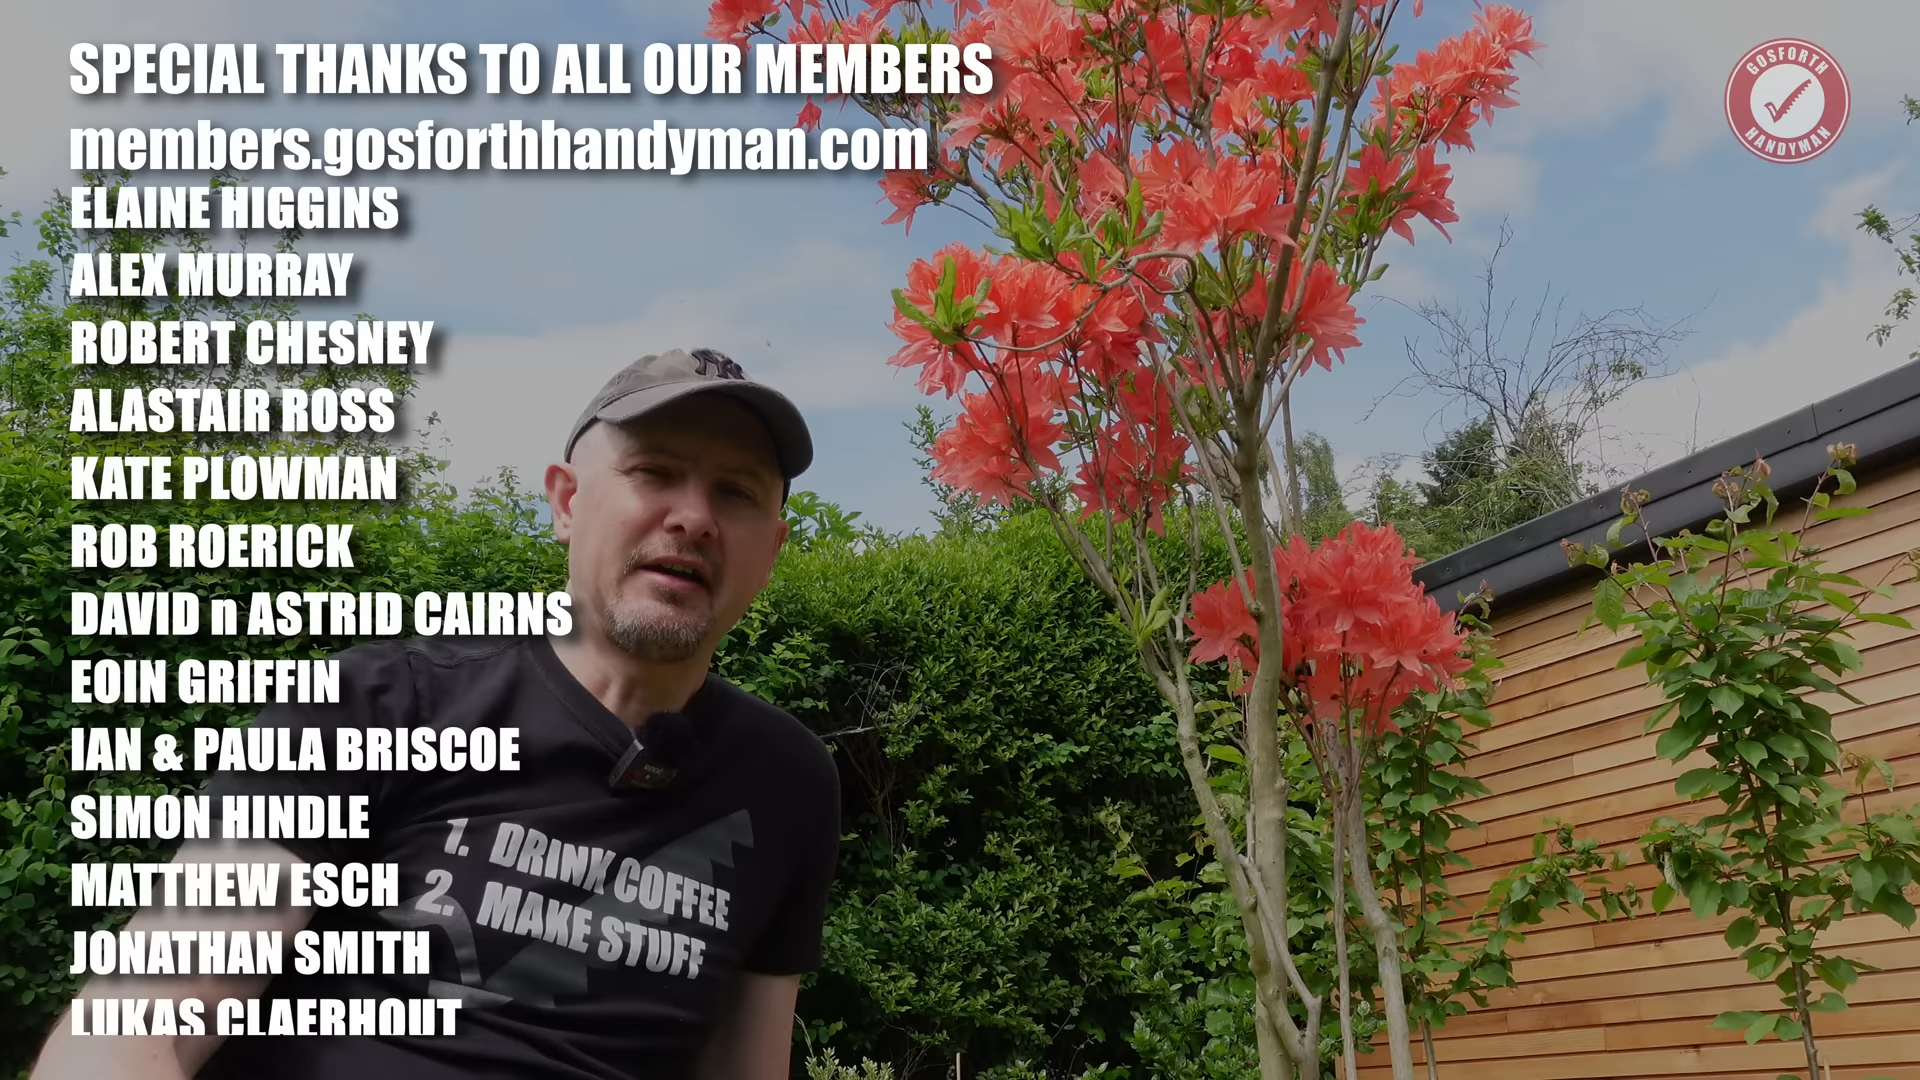 SPECIAL THANKS TO ALL OUR MEMBERS
members.gosforthhandyman.com
ELAINE HIGGINS
ALEX MURRAY
ROBERT CHESNEY
ALASTAIR ROSS
KATE PLOWMAN
ROB ROERICK
DAVID n ASTRID CAIRNS
EOIN GRIFFIN
IAN & PAULA BRISCOE
SIMON HINDLE
MATTHEW ESCH
JONATHAN SMITH
LUKAS CLAERHOUT
GOSFORTH
HANDYMAN
NY
RODE
1. DRINK COFFEE
2. MAKE STUFF